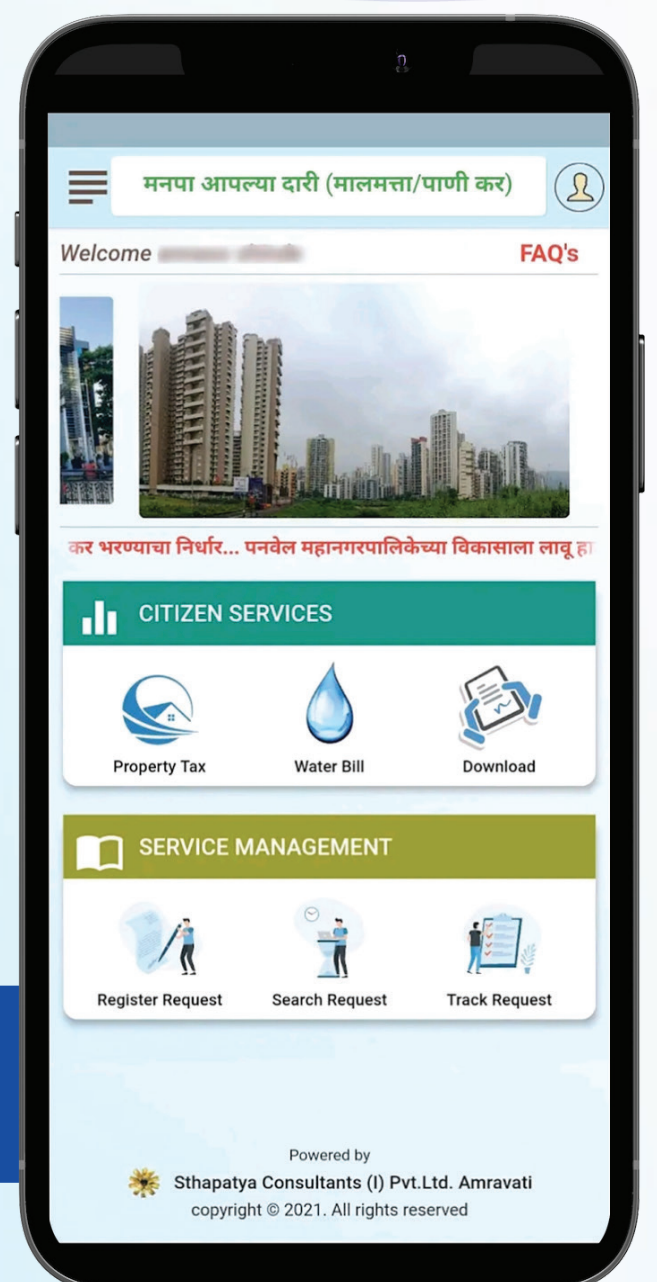 मनपा आपल्या दारी (मालमत्ता/पाणी कर)
Welcome
FAQ's
कर भरण्याचा निर्धार... पनवेल महानगरपालिकेच्या विकासाला लावू
CITIZEN SERVICES
Property Tax
Water Bill
Download
SERVICE MANAGEMENT
Register Request
Search Request
Track Request
Powered by
Sthapatya Consultants (I) Pvt.Ltd. Amravati
copyright © 2021. All rights reserved